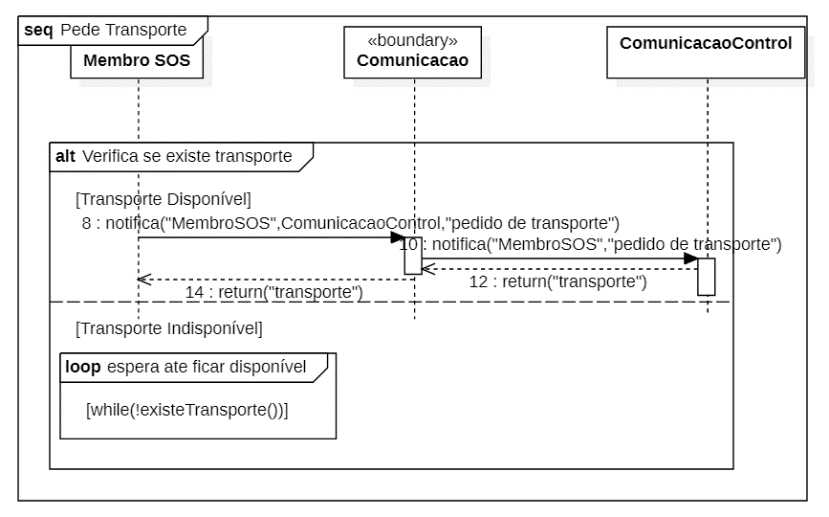 seq Pede Transporte
Membro SOS
«boundary»
Comunicacao
ComunicacaoControl
alt Verifica se existe transporte
[Transporte Disponível]
8 : notifica("MembroSOS",ComunicacaoControl,"pedido de transporte")
10 : notifica("MembroSOS","pedido de transporte")
12 : return("transporte")
14 : return("transporte")
[Transporte Indisponível]
loop espera ate ficar disponível
[while(!existeTransporte())]